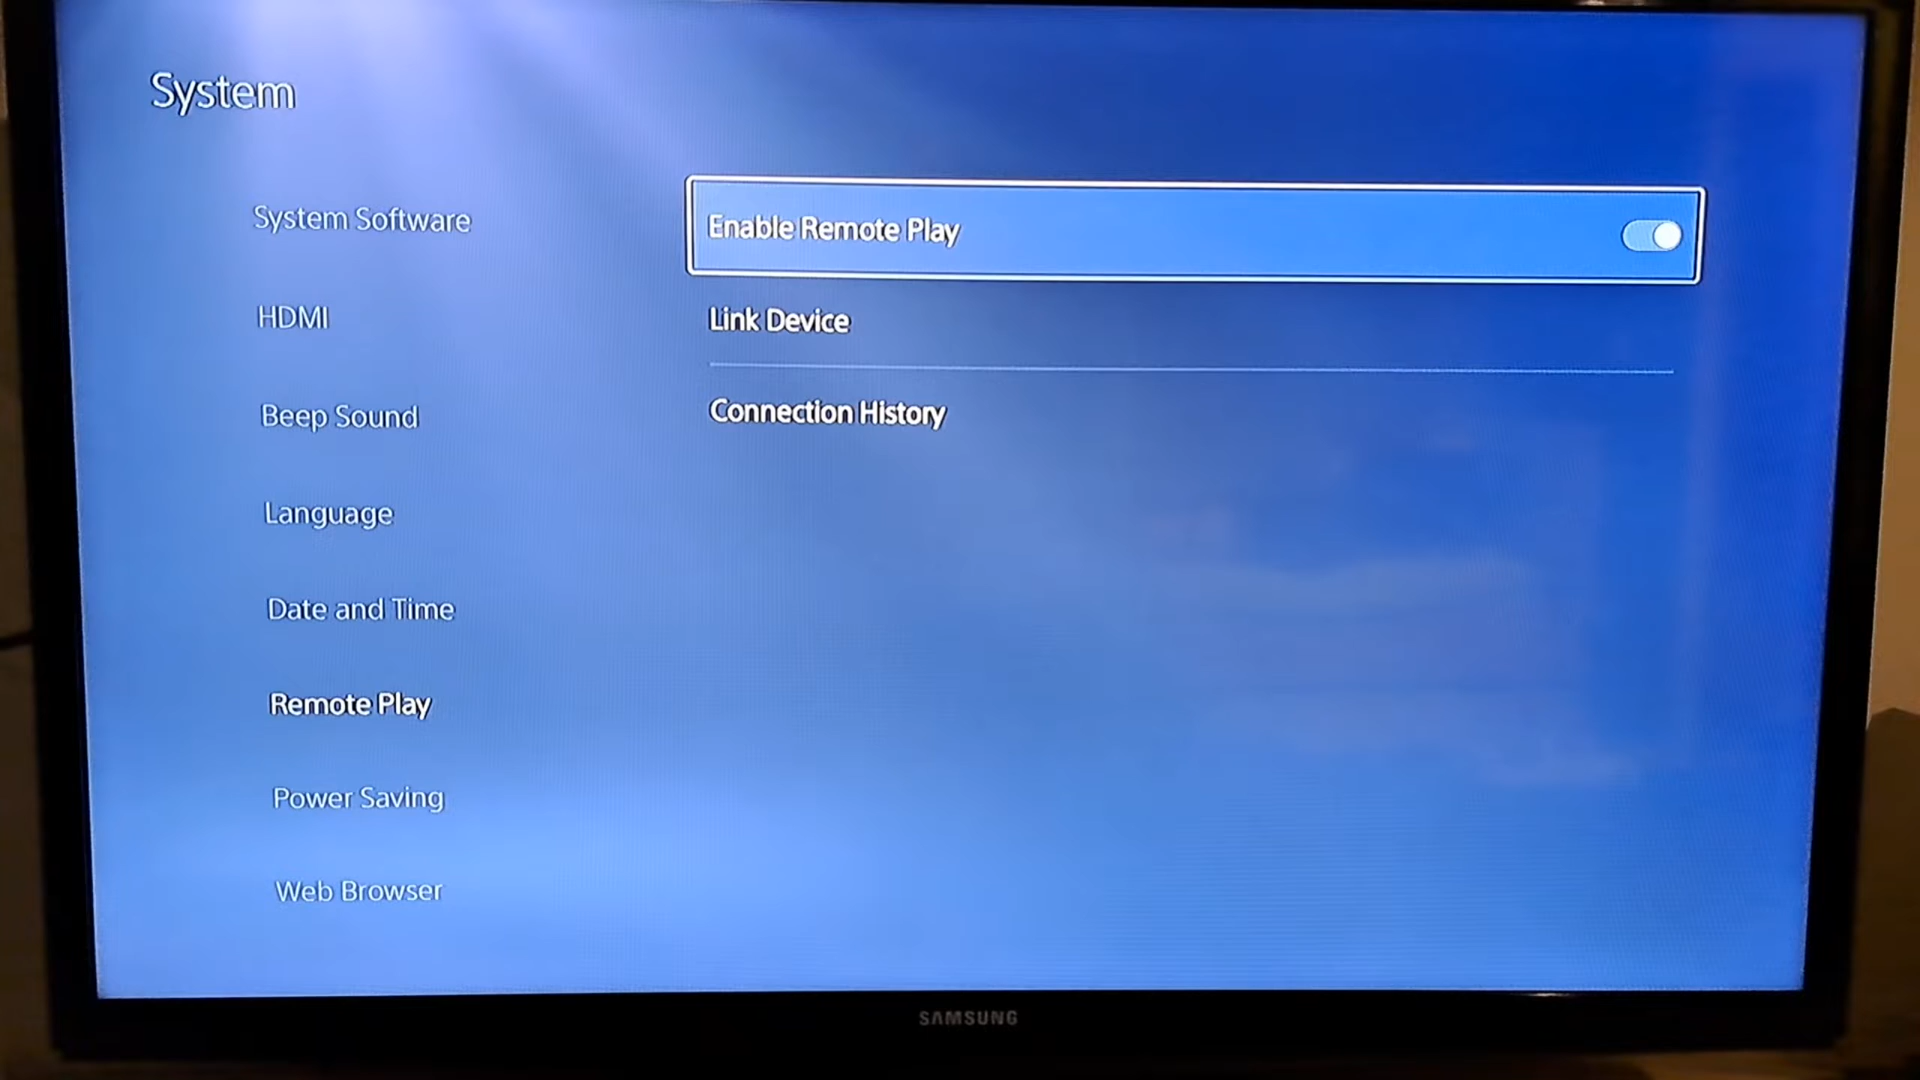 System
System Software
HDMI
Beep Sound
Language
Date and Time
Remote Play
Power Saving
Web Browser
Enable Remote Play
Link Device
Connection History
SAMSUNG